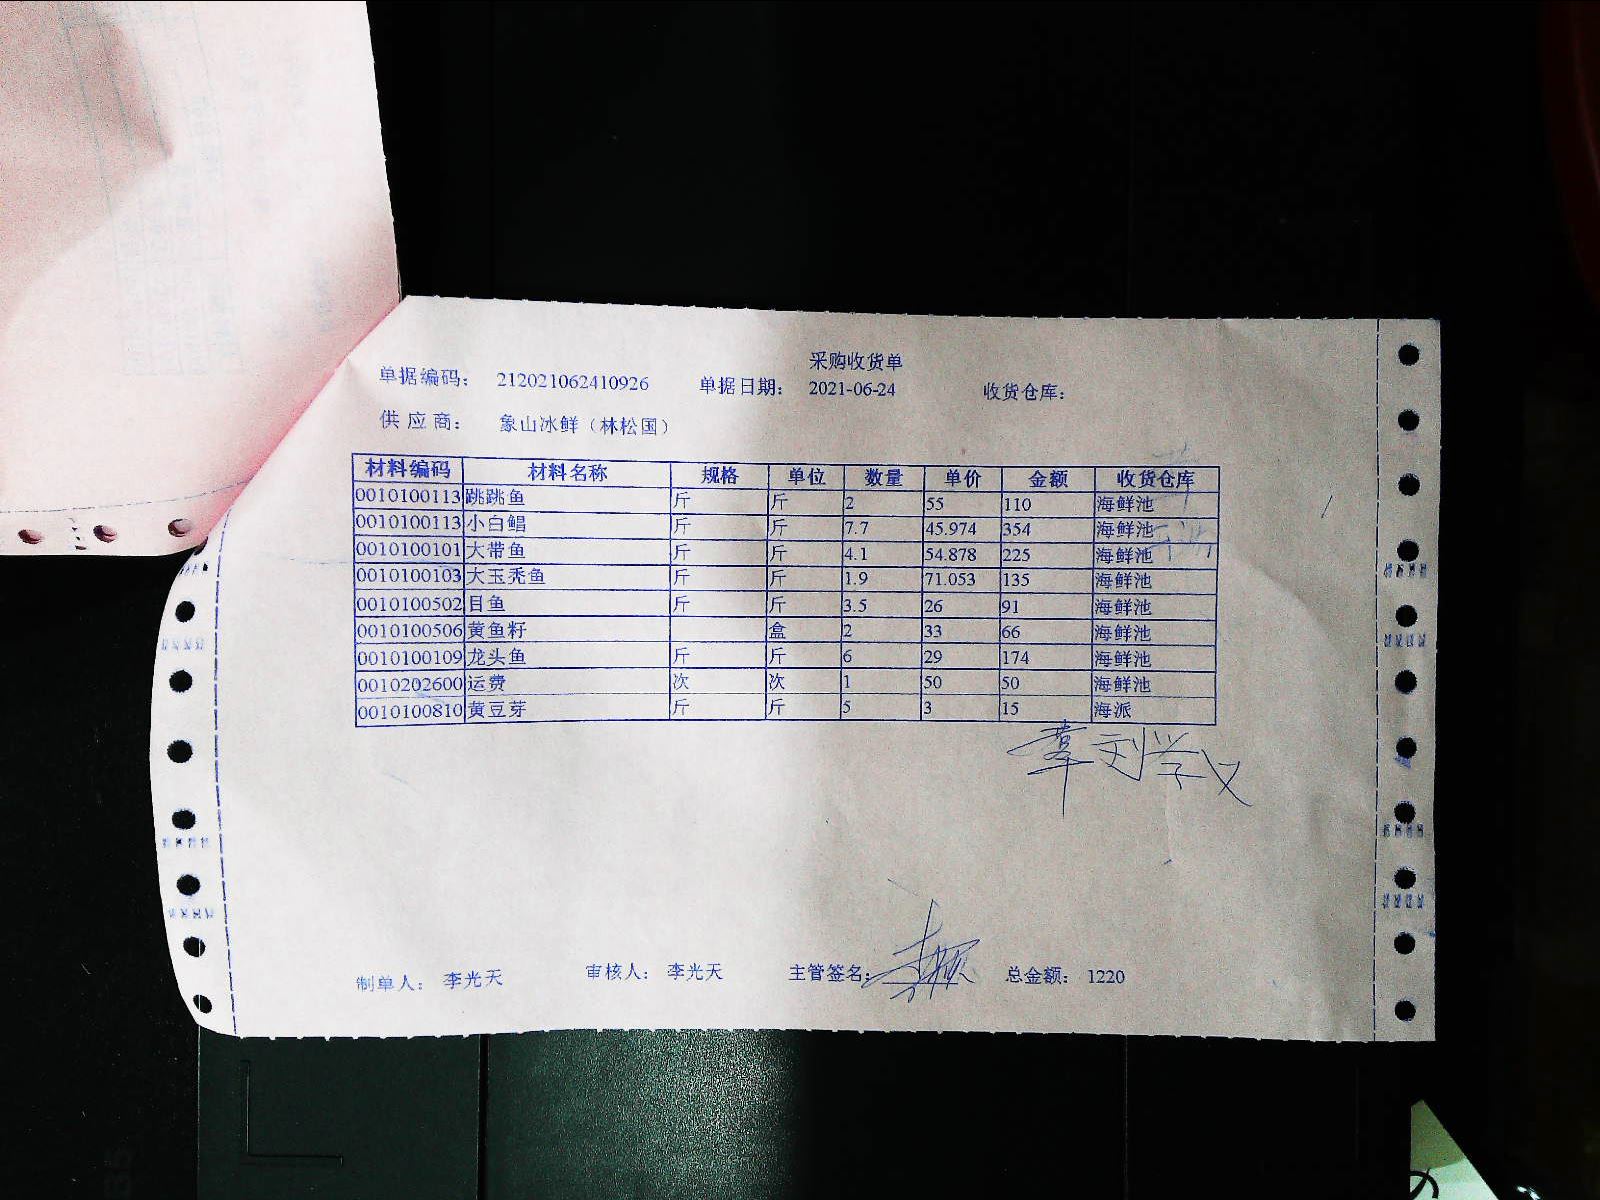 采购收货单
单据编码： 212021062410926 单据日期： 2021-06-24 收货仓库：
供 应 商： 象山冰鲜（林松国）
材料编码 材料名称 规格 单位 数量 单价 金额 收货仓库
0010100113 跳跳鱼 斤 斤 2 55 110 海鲜池
0010100113 小白鲳 斤 斤 7.7 45.974 354 海鲜池
0010100101 大带鱼 斤 斤 4.1 54.878 225 海鲜池
0010100103 大玉秃鱼 斤 斤 1.9 71.053 135 海鲜池
0010100502 目鱼 斤 斤 3.5 26 91 海鲜池
0010100506 黄鱼籽 盒 2 33 66 海鲜池
0010100109 龙头鱼 斤 斤 6 29 174 海鲜池
0010202600 运费 次 次 1 50 50 海鲜池
0010100810 黄豆芽 斤 斤 5 3 15 海派
制单人： 李光天 审核人： 李光天 主管签名： 总金额： 1220